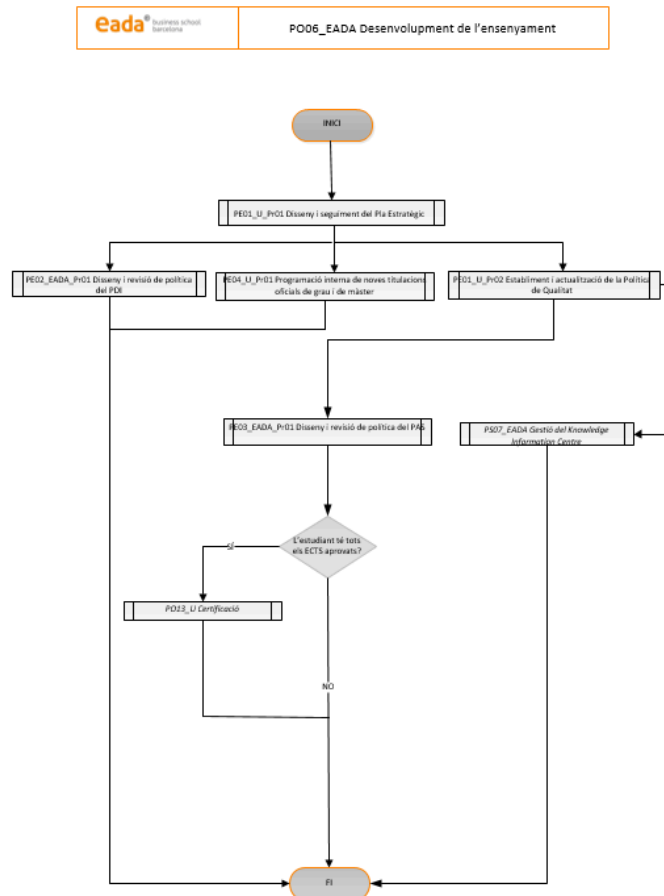 eada® business school
barcelona
PO06_EADA Desenvolupment de l'ensenyament
INICI
PE01_U_Pr01 Disseny i seguiment del Pla Estratègic
PE02_EADA_Pr01 Disseny i revisió de política
del PDI
PE04_U_Pr01 Programació interna de noves titulacions
oficials de grau i de màster
PE01_U_Pr02 Establiment i actualització de la Política
de Qualitat
PE03_EADA_Pr01 Disseny i revisió de política del PAS
PS07_EADA Gestió del Knowledge
Information Centre
L'estudiant té tots
els ECTS aprovats?
sí
PO13_U Certificació
NO
FI